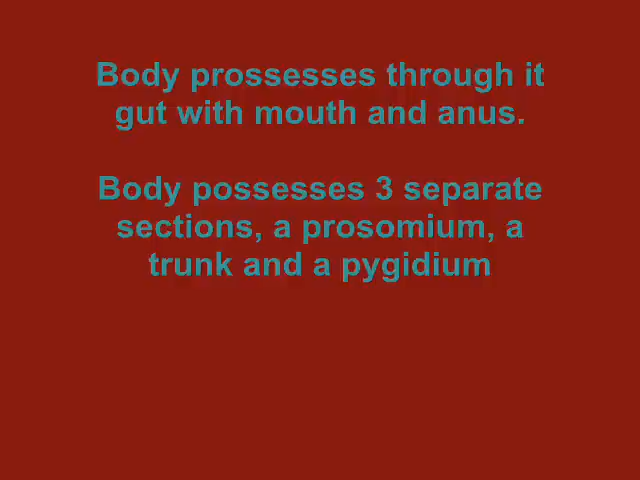 Body prossesses through it
gut with mouth and anus.
Body possesses 3 separate
sections, a prosomium, a
trunk and a pygidium